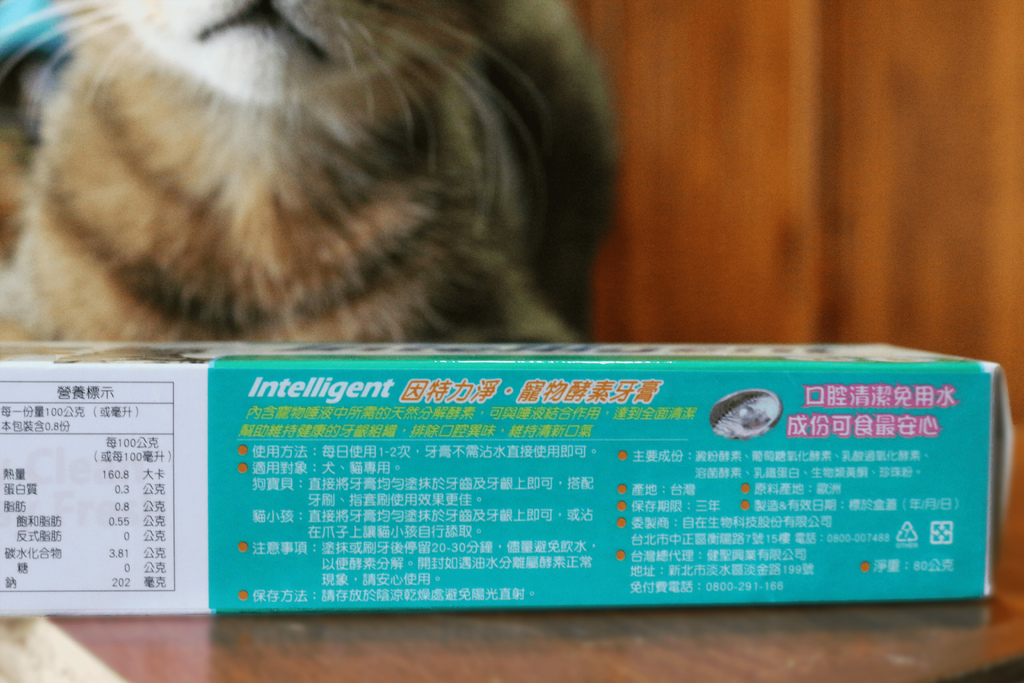 營養標示
每一份量100公克（或毫升）
本包裝含0.8份
每100公克
（或每100毫升）
熱量 160.8 大卡
蛋白質 0.3 公克
脂肪 0.8 公克
飽和脂肪 0.55 公克
反式脂肪 0 公克
碳水化合物 3.81 公克
糖 0 公克
鈉 202 毫克
Intelligent 因特力淨・寵物酵素牙膏
內含寵物唾液中所需的天然分解酵素，可與唾液結合作用，達到全面清潔
幫助維持健康的牙齦組織，排除口腔異味，維持清新口氣
使用方法：每日使用1-2次，牙膏不需沾水直接使用即可。
適用對象：犬、貓專用。
狗寶貝：直接將牙膏均勻塗抹於牙齒及牙齦上即可，搭配
牙刷、指套刷使用效果更佳。
貓小孩：直接將牙膏均勻塗抹於牙齒及牙齦上即可，或沾
在爪子上讓貓小孩自行舔取。
注意事項：塗抹或刷牙後停留20-30分鐘，儘量避免飲水，
以便酵素分解。開封如遇油水分離屬酵素正常
現象，請安心使用。
保存方法：請存放於陰涼乾燥處避免陽光直射。
口腔清潔免用水
成份可食最安心
主要成份：澱粉酵素、葡萄糖氧化酵素、乳酸過氧化酵素、
溶菌酵素、乳鐵蛋白、生物類黃酮、珍珠粉。
產地：台灣 原料產地：歐洲
保存期限：三年 製造&有效日期：標於盒蓋（年/月/日）
委製商：自在生物科技股份有限公司
台北市中正區衡陽路7號15樓 電話：0800-007488
台灣總代理：健聖興業有限公司
地址：新北市淡水區淡金路199號 淨重：80公克
免付費電話：0800-291-166